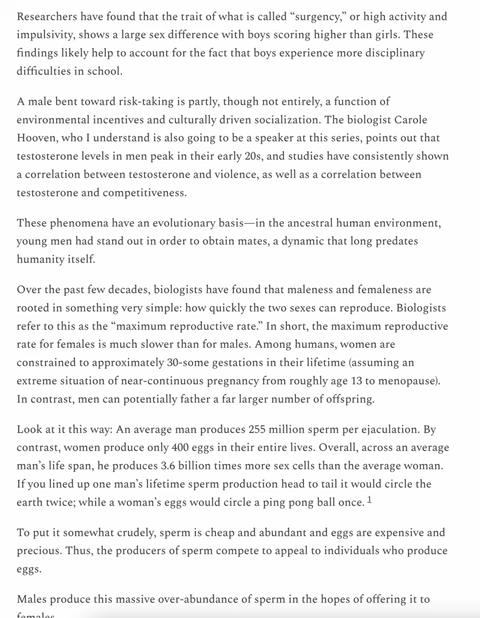 Researchers have found that the trait of what is called “surgency,” or high activity and
impulsivity, shows a large sex difference with boys scoring higher than girls. These
findings likely help to account for the fact that boys experience more disciplinary
difficulties in school.
A male bent toward risk-taking is partly, though not entirely, a function of
environmental incentives and culturally driven socialization. The biologist Carole
Hooven, who I understand is also going to be a speaker at this series, points out that
testosterone levels in men peak in their early 20s, and studies have consistently shown
a correlation between testosterone and violence, as well as a correlation between
testosterone and competitiveness.
These phenomena have an evolutionary basis—in the ancestral human environment,
young men had stand out in order to obtain mates, a dynamic that long predates
humanity itself.
Over the past few decades, biologists have found that maleness and femaleness are
rooted in something very simple: how quickly the two sexes can reproduce. Biologists
refer to this as the “maximum reproductive rate.” In short, the maximum reproductive
rate for females is much slower than for males. Among humans, women are
constrained to approximately 30-some gestations in their lifetime (assuming an
extreme situation of near-continuous pregnancy from roughly age 13 to menopause).
In contrast, men can potentially father a far larger number of offspring.
Look at it this way: An average man produces 255 million sperm per ejaculation. By
contrast, women produce only 400 eggs in their entire lives. Overall, across an average
man’s life span, he produces 3.6 billion times more sex cells than the average woman.
If you lined up one man’s lifetime sperm production head to tail it would circle the
earth twice; while a woman’s eggs would circle a ping pong ball once. 1
To put it somewhat crudely, sperm is cheap and abundant and eggs are expensive and
precious. Thus, the producers of sperm compete to appeal to individuals who produce
eggs.
Males produce this massive over-abundance of sperm in the hopes of offering it to
females.